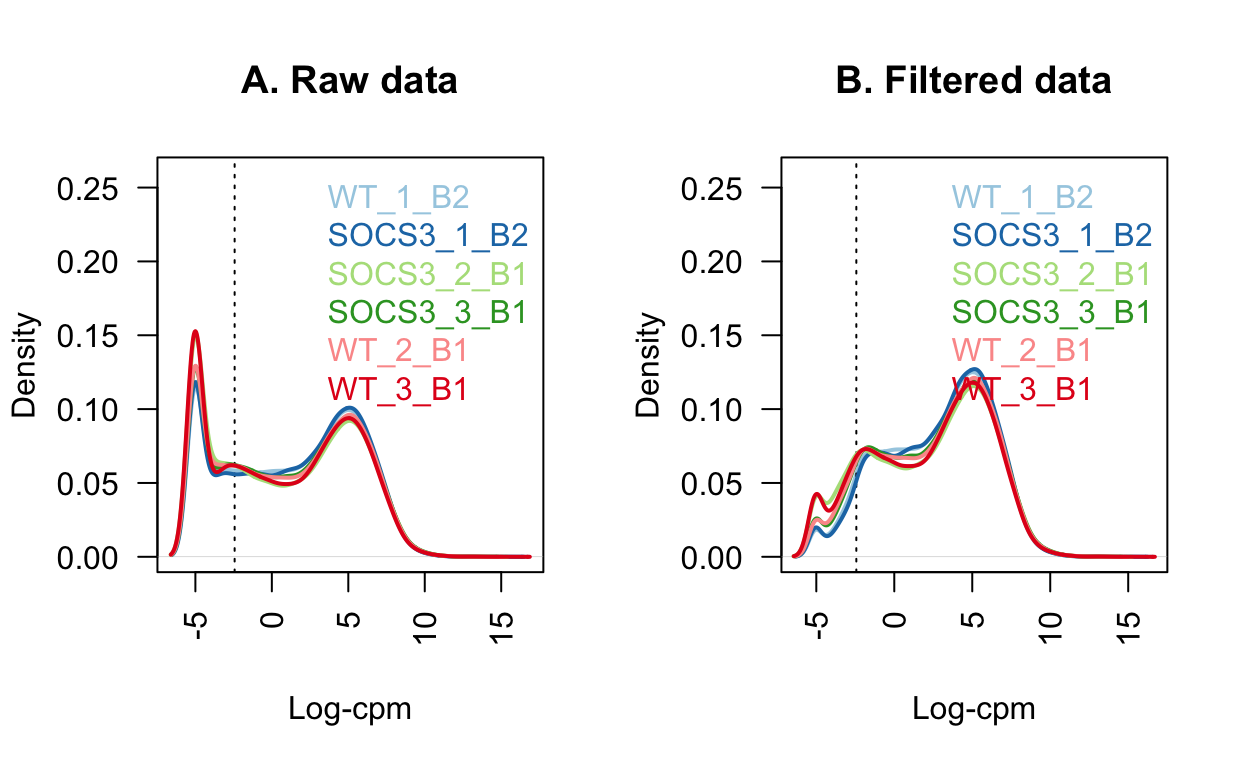 A. Raw data
Density
0.25
0.20
0.15
0.10
0.05
0.00
WT_1_B2
SOCS3_1_B2
SOCS3_2_B1
SOCS3_3_B1
WT_2_B1
WT_3_B1
-5
0
5
10
15
Log-cpm
B. Filtered data
Density
0.25
0.20
0.15
0.10
0.05
0.00
WT_1_B2
SOCS3_1_B2
SOCS3_2_B1
SOCS3_3_B1
WT_2_B1
WT_3_B1
-5
0
5
10
15
Log-cpm